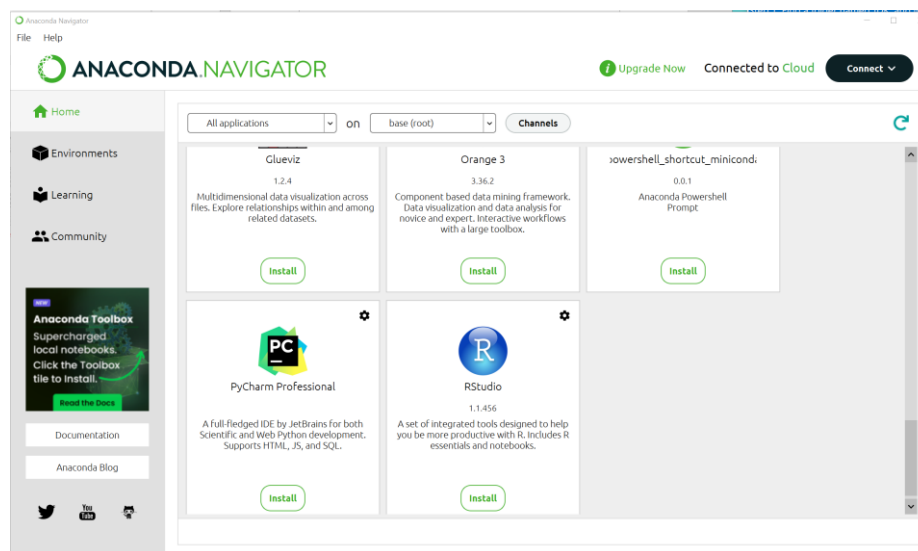 Anaconda Navigator
File Help
ANACONDA.NAVIGATOR
i Upgrade Now Connected to Cloud Connect
Home
Environments
Learning
Community
NEW
Anaconda Toolbox
Supercharged
local notebooks.
Click the Toolbox
tile to Install.
Read the Docs
Documentation
Anaconda Blog
You
Tube
All applications on base (root) Channels
Glueviz
1.2.4
Multidimensional data visualization across
files. Explore relationships within and among
related datasets.
Install
Orange 3
3.36.2
Component based data mining framework.
Data visualization and data analysis for
novice and expert. Interactive workflows
with a large toolbox.
Install
powershell_shortcut_minicond
0.0.1
Anaconda Powershell
Prompt
Install
PC
PyCharm Professional
A full-fledged IDE by JetBrains for both
Scientific and Web Python development.
Supports HTML, JS, and SQL.
Install
R
RStudio
1.1.456
A set of integrated tools designed to help
you be more productive with R. Includes R
essentials and notebooks.
Install